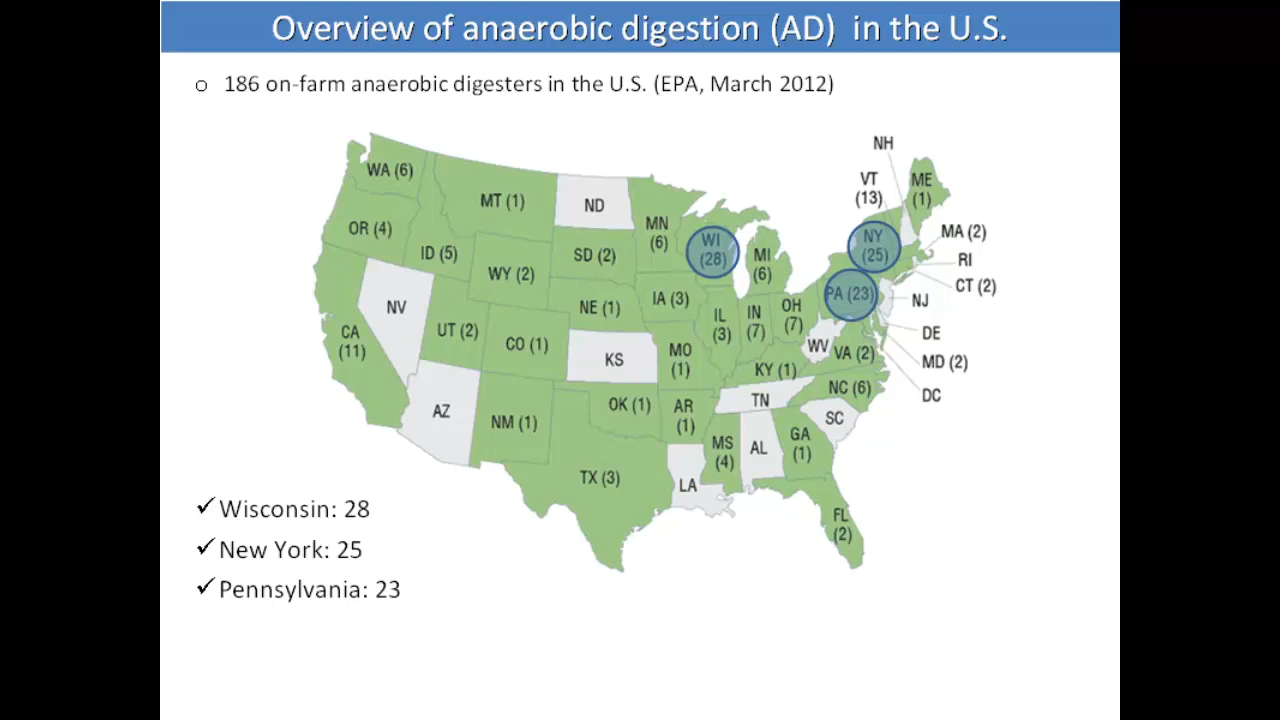 Overview of anaerobic digestion (AD) in the U.S.
o 186 on-farm anaerobic digesters in the U.S. (EPA, March 2012)
NH
WA (6)
MT (1)
ND
VT
(13)
ME
(1)
OR (4)
ID (5)
MN
(6)
WI
(28)
NY
(25)
MA (2)
SD (2)
MI
(6)
RI
WY (2)
CT (2)
PA (23)
NJ
NV
NE (1)
IA (3)
IL
(3)
IN
(7)
OH
(7)
DE
CA
(11)
UT (2)
CO (1)
KS
MO
(1)
WV
VA (2)
MD (2)
KY (1)
NC (6)
DC
AZ
NM (1)
OK (1)
AR
(1)
TN
SC
MS
(4)
AL
GA
(1)
TX (3)
LA
FL
(2)
✓ Wisconsin: 28
✓ New York: 25
✓ Pennsylvania: 23